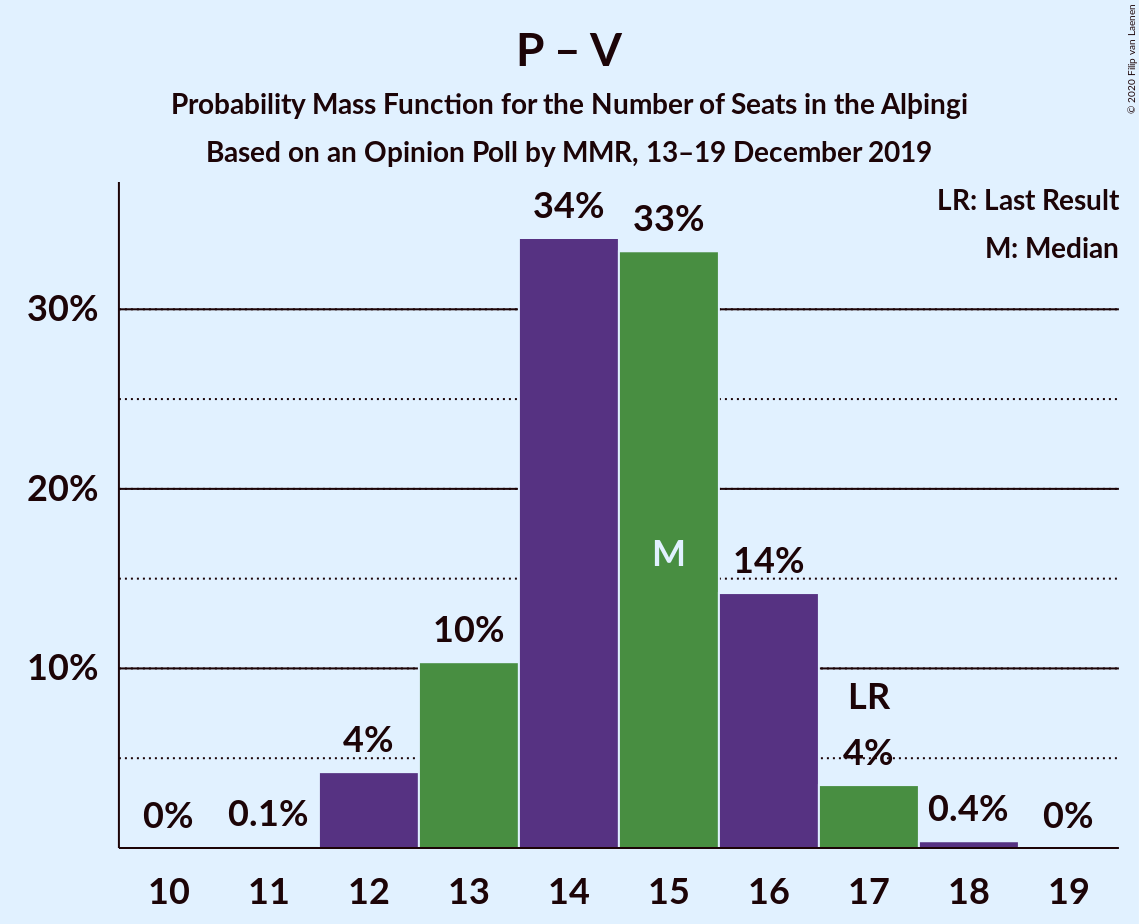 P – V
Probability Mass Function for the Number of Seats in the Alþingi
Based on an Opinion Poll by MMR, 13–19 December 2019
© 2020 Filip van Laenen
LR: Last Result
M: Median
30%
20%
10%
0%
0.1%
4%
10%
34%
33%
M
14%
LR
4%
0.4%
0%
10
11
12
13
14
15
16
17
18
19